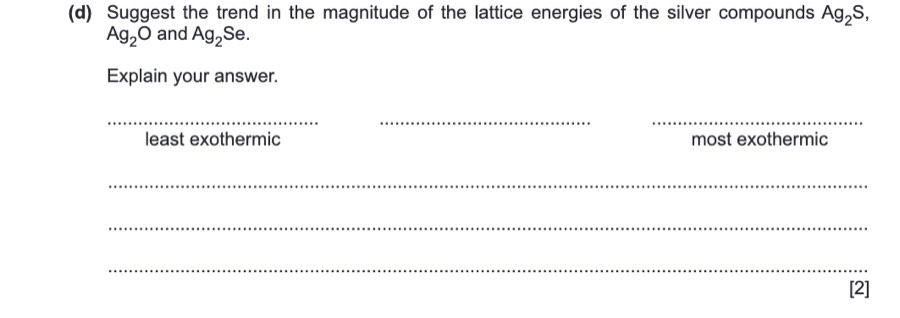 (d) Suggest the trend in the magnitude of the lattice energies of the silver compounds Ag₂S,
Ag₂O and Ag₂Se.
Explain your answer.
.......................................... .......................................... ..........................................
least exothermic most exothermic
..........................................................................................................................................................
..........................................................................................................................................................
..........................................................................................................................................................
[2]